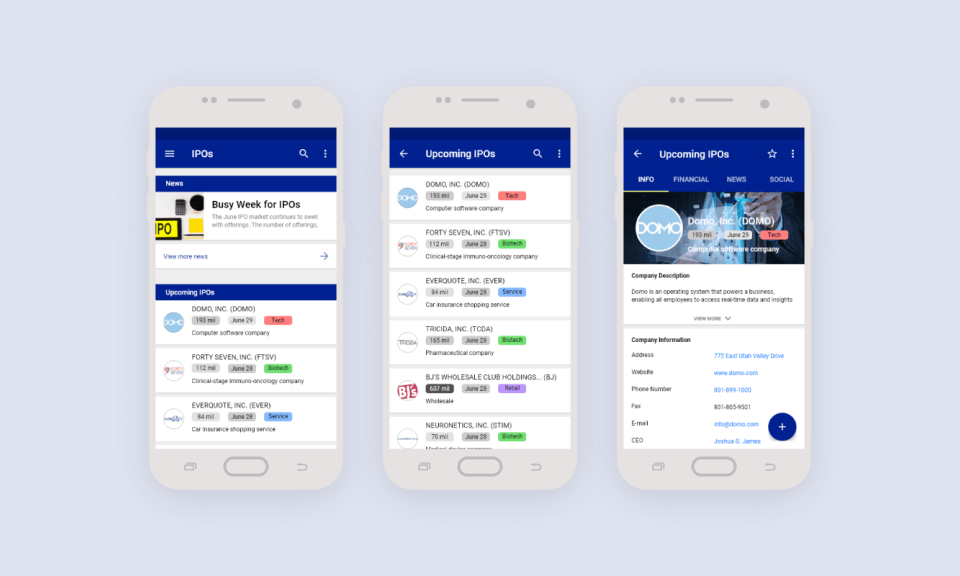 IPOs
News
Busy Week for IPOs
The June IPO market continues to swell
with offerings. The number of offerings,
IPO
View more news
Upcoming IPOs
DOMO, INC. (DOMO)
193 mil June 29 Tech
DOMO
Computer software company
FORTY SEVEN, INC. (FTSV)
112 mil June 28 Biotech
Clinical-stage Immuno-oncology company
EVERQUOTE, INC. (EVER)
84 mil June 28 Service
Car insurance shopping service
Upcoming IPOs
DOMO, INC. (DOMO)
193 mil June 29 Tech
DOMO
Computer software company
FORTY SEVEN, INC. (FTSV)
112 mil June 28 Biotech
Clinical-stage immuno-oncology company
EVERQUOTE, INC. (EVER)
84 mil June 28 Service
Car insurance shopping service
TRICIDA, INC. (TCDA)
165 mil June 28 Biotech
TRICIDA
Pharmaceutical company
BJ'S WHOLESALE CLUB HOLDINGS... (BJ)
637 mil June 28 Retail
BJ's
Wholesale
NEURONETICS, INC. (STIM)
70 mil June 28 Biotech
Medical device company
Upcoming IPOs
INFO FINANCIAL NEWS SOCIAL
Domo, Inc. (DOMO)
DOMO
193 mil June 29 Tech
Computer software company
Company Description
Domo is an operating system that powers a business,
enabling all employees to access real-time data and insights
VIEW MORE
Company Information
Address 772 East Utah Valley Drive
Website www.domo.com
Phone Number 801-899-1000
Fax 801-805-9501
E-mail info@domo.com
CEO Joshua G. James